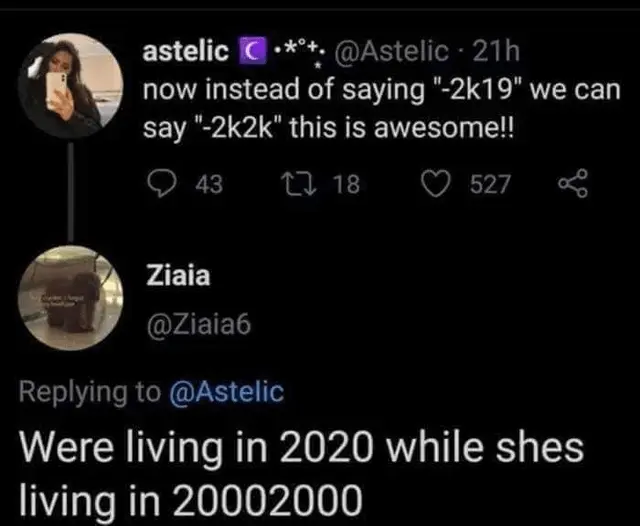 astelic ☾ •*°⁺. @Astelic · 21h
now instead of saying "-2k19" we can
say "-2k2k" this is awesome!!
43 18 527
Ziaia
@Ziaia6
Replying to @Astelic
Were living in 2020 while shes
living in 20002000